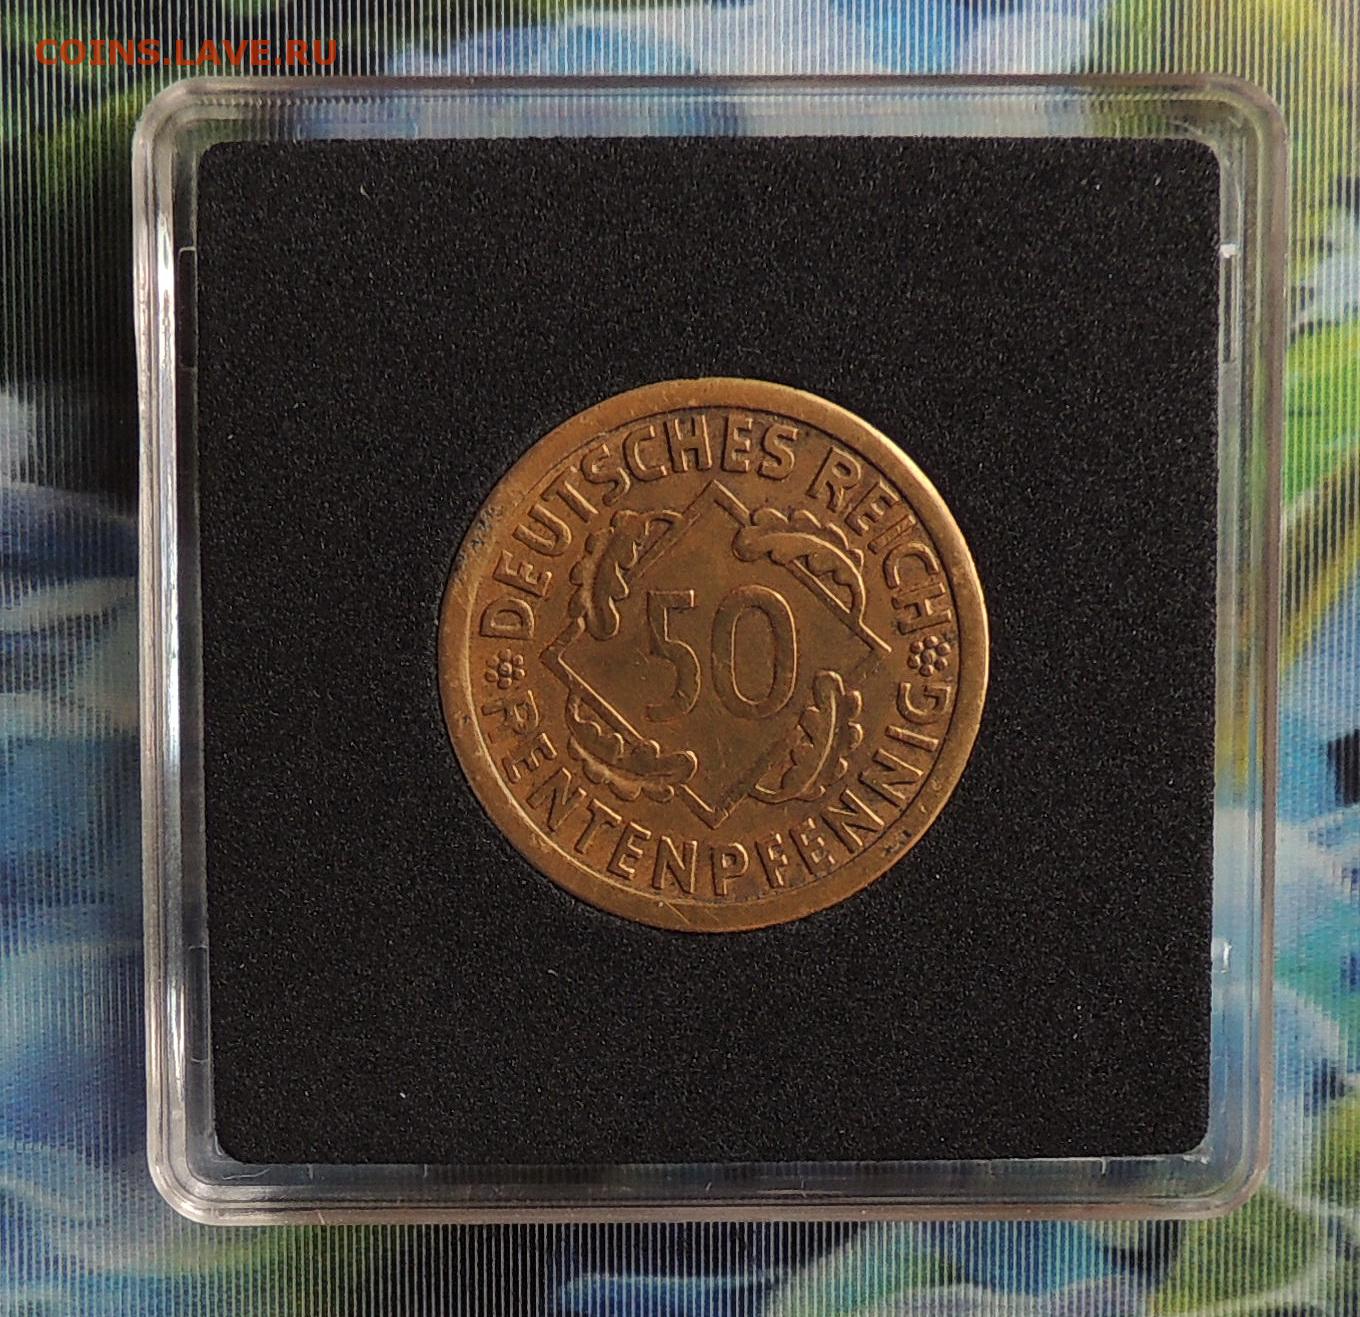 COINS.LAVE.RU
DEUTSCHES REICH
50
RENTENPFENNIG